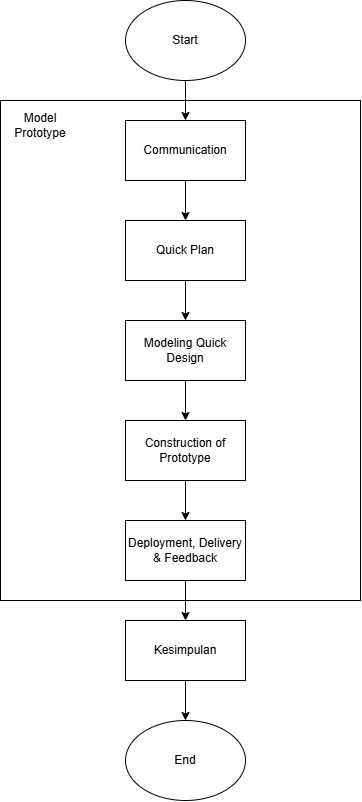 Start
Model
Prototype
Communication
Quick Plan
Modeling Quick
Design
Construction of
Prototype
Deployment, Delivery
& Feedback
Kesimpulan
End